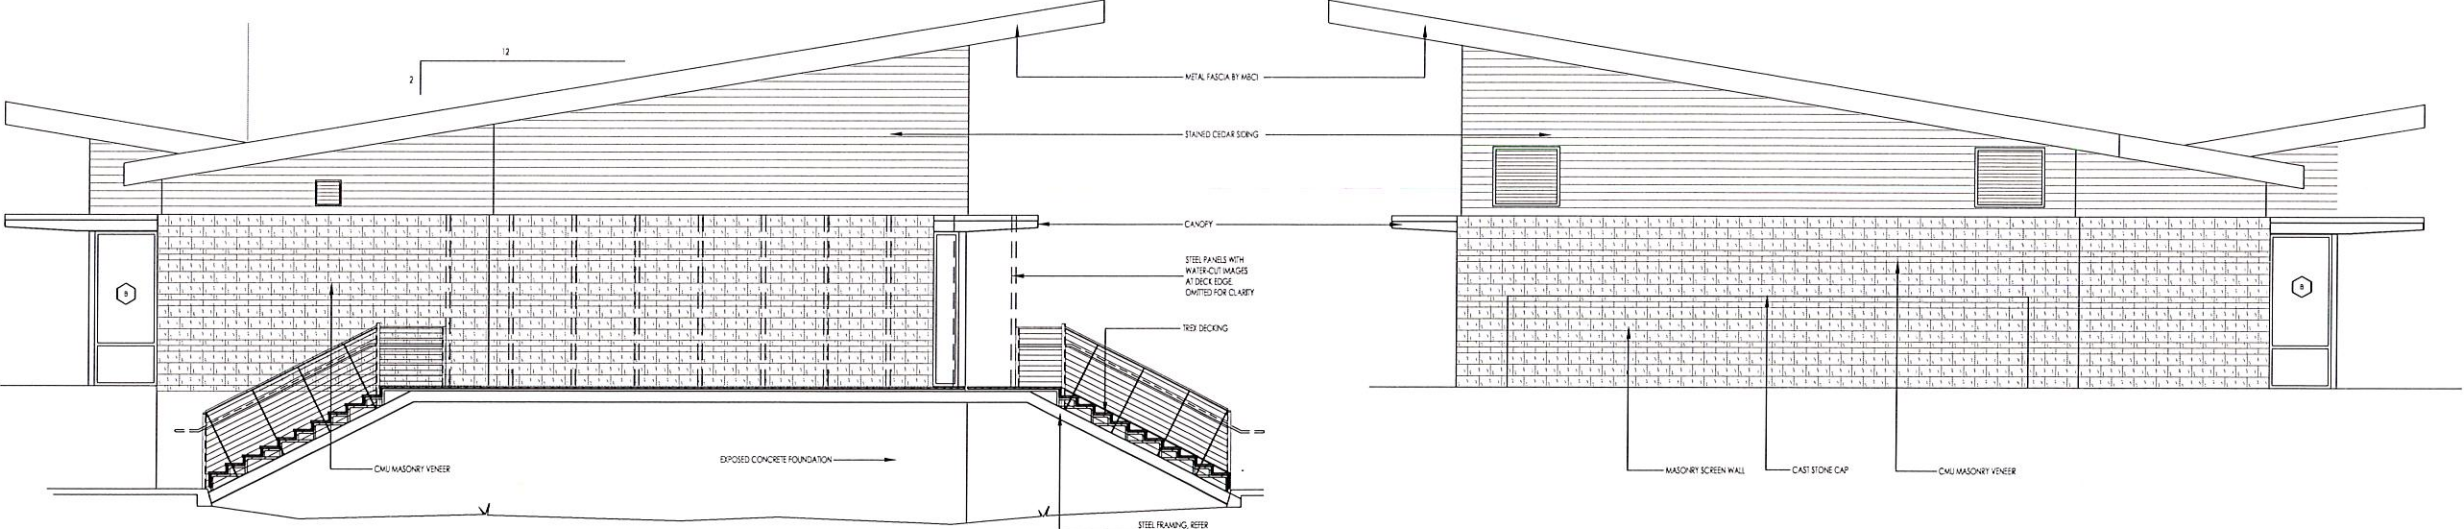 12
2
METAL FASCIA BY MBCI
STAINED CEDAR SIDING
CANOPY
STEEL PANELS WITH
WATER-CUT IMAGES
AT DECK EDGE.
OMITTED FOR CLARITY
TREX DECKING
B
B
CMU MASONRY VENEER
EXPOSED CONCRETE FOUNDATION
MASONRY SCREEN WALL
CAST STONE CAP
CMU MASONRY VENEER
STEEL FRAMING, REFER